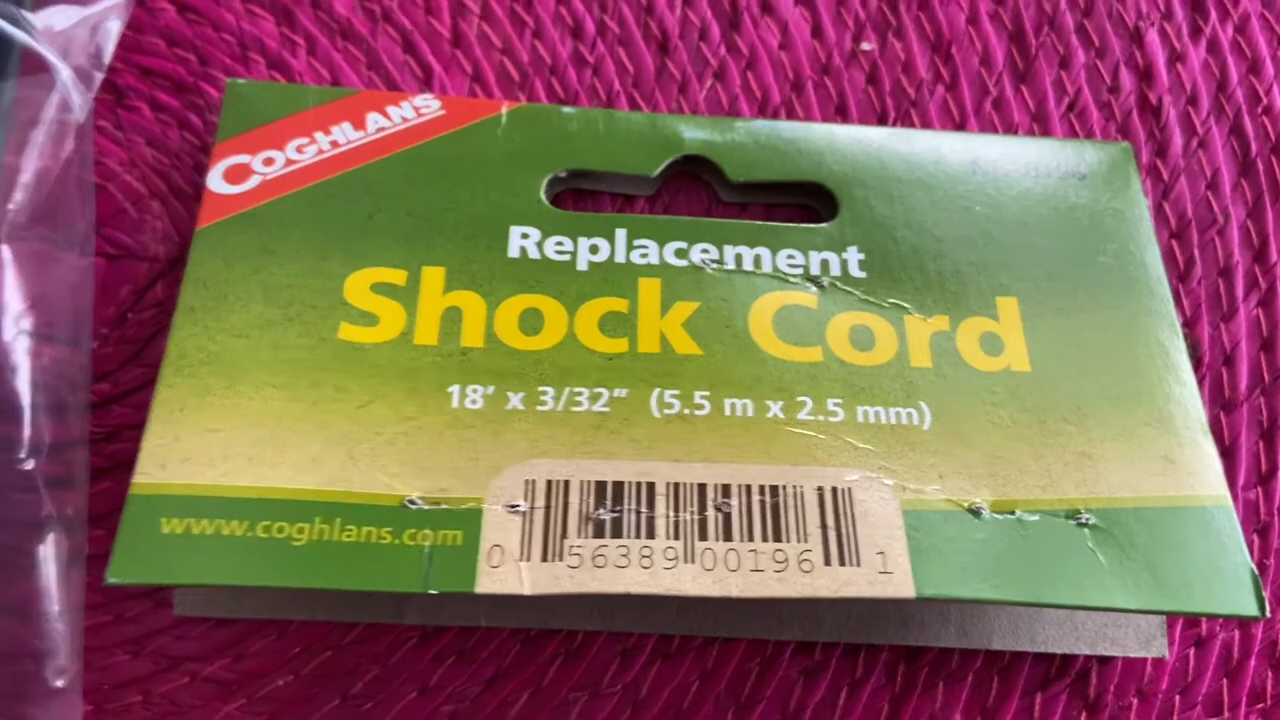 COGHLANS
Replacement
Shock Cord
18' x 3/32" (5.5 m x 2.5 mm)
www.coghlans.com
0 56389 00196 1